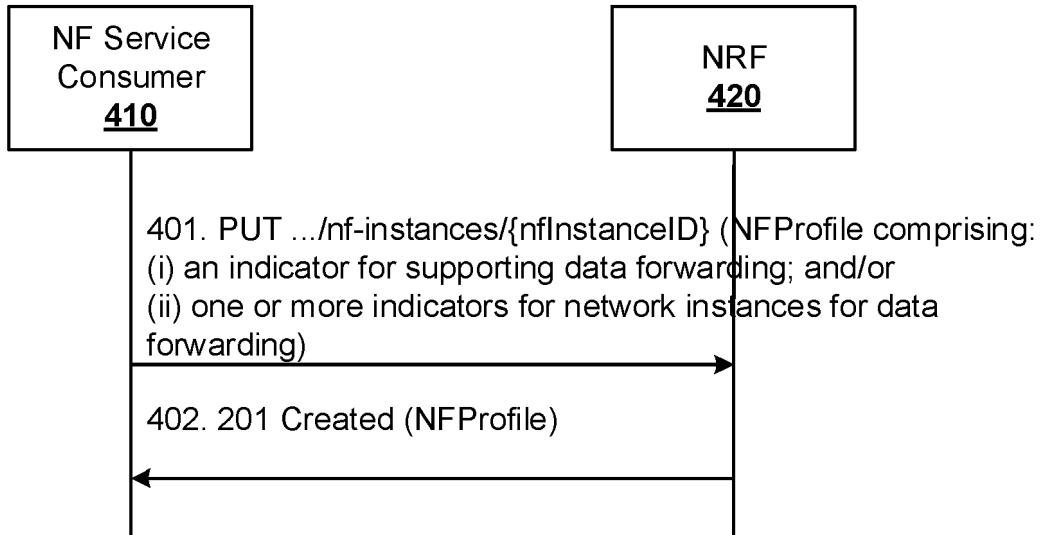 NF Service
Consumer
410
NRF
420
401. PUT .../nf-instances/{nfInstanceID} (NFProfile comprising:
(i) an indicator for supporting data forwarding; and/or
(ii) one or more indicators for network instances for data
forwarding)
402. 201 Created (NFProfile)